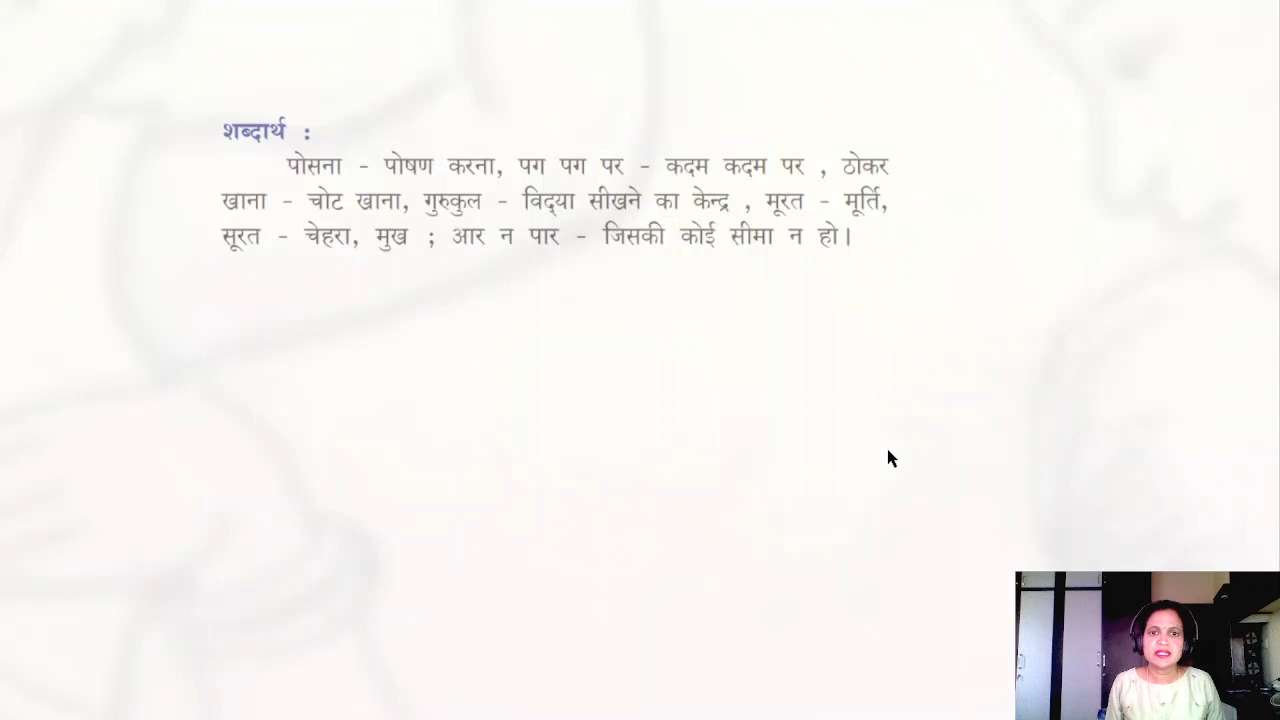 शब्दार्थ :
पोसना - पोषण करना, पग पग पर - कदम कदम पर , ठोकर
खाना - चोट खाना, गुरुकुल - विद्‌या सीखने का केन्द्र , मूरत - मूर्ति,
सूरत - चेहरा, मुख ; आर न पार - जिसकी कोई सीमा न हो।